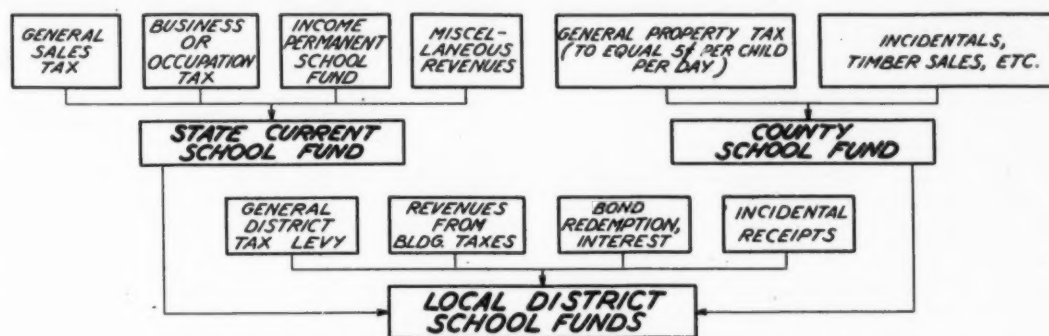 GENERAL
SALES
TAX
BUSINESS
OR
OCCUPATION
TAX
INCOME
PERMANENT
SCHOOL
FUND
MISCEL-
LANEOUS
REVENUES
GENERAL PROPERTY TAX
(TO EQUAL 5¢ PER CHILD
PER DAY)
INCIDENTALS,
TIMBER SALES, ETC.
STATE CURRENT
SCHOOL FUND
COUNTY
SCHOOL FUND
GENERAL
DISTRICT
TAX LEVY
REVENUES
FROM
BLDG. TAXES
BOND
REDEMPTION,
INTEREST
INCIDENTAL
RECEIPTS
LOCAL DISTRICT
SCHOOL FUNDS